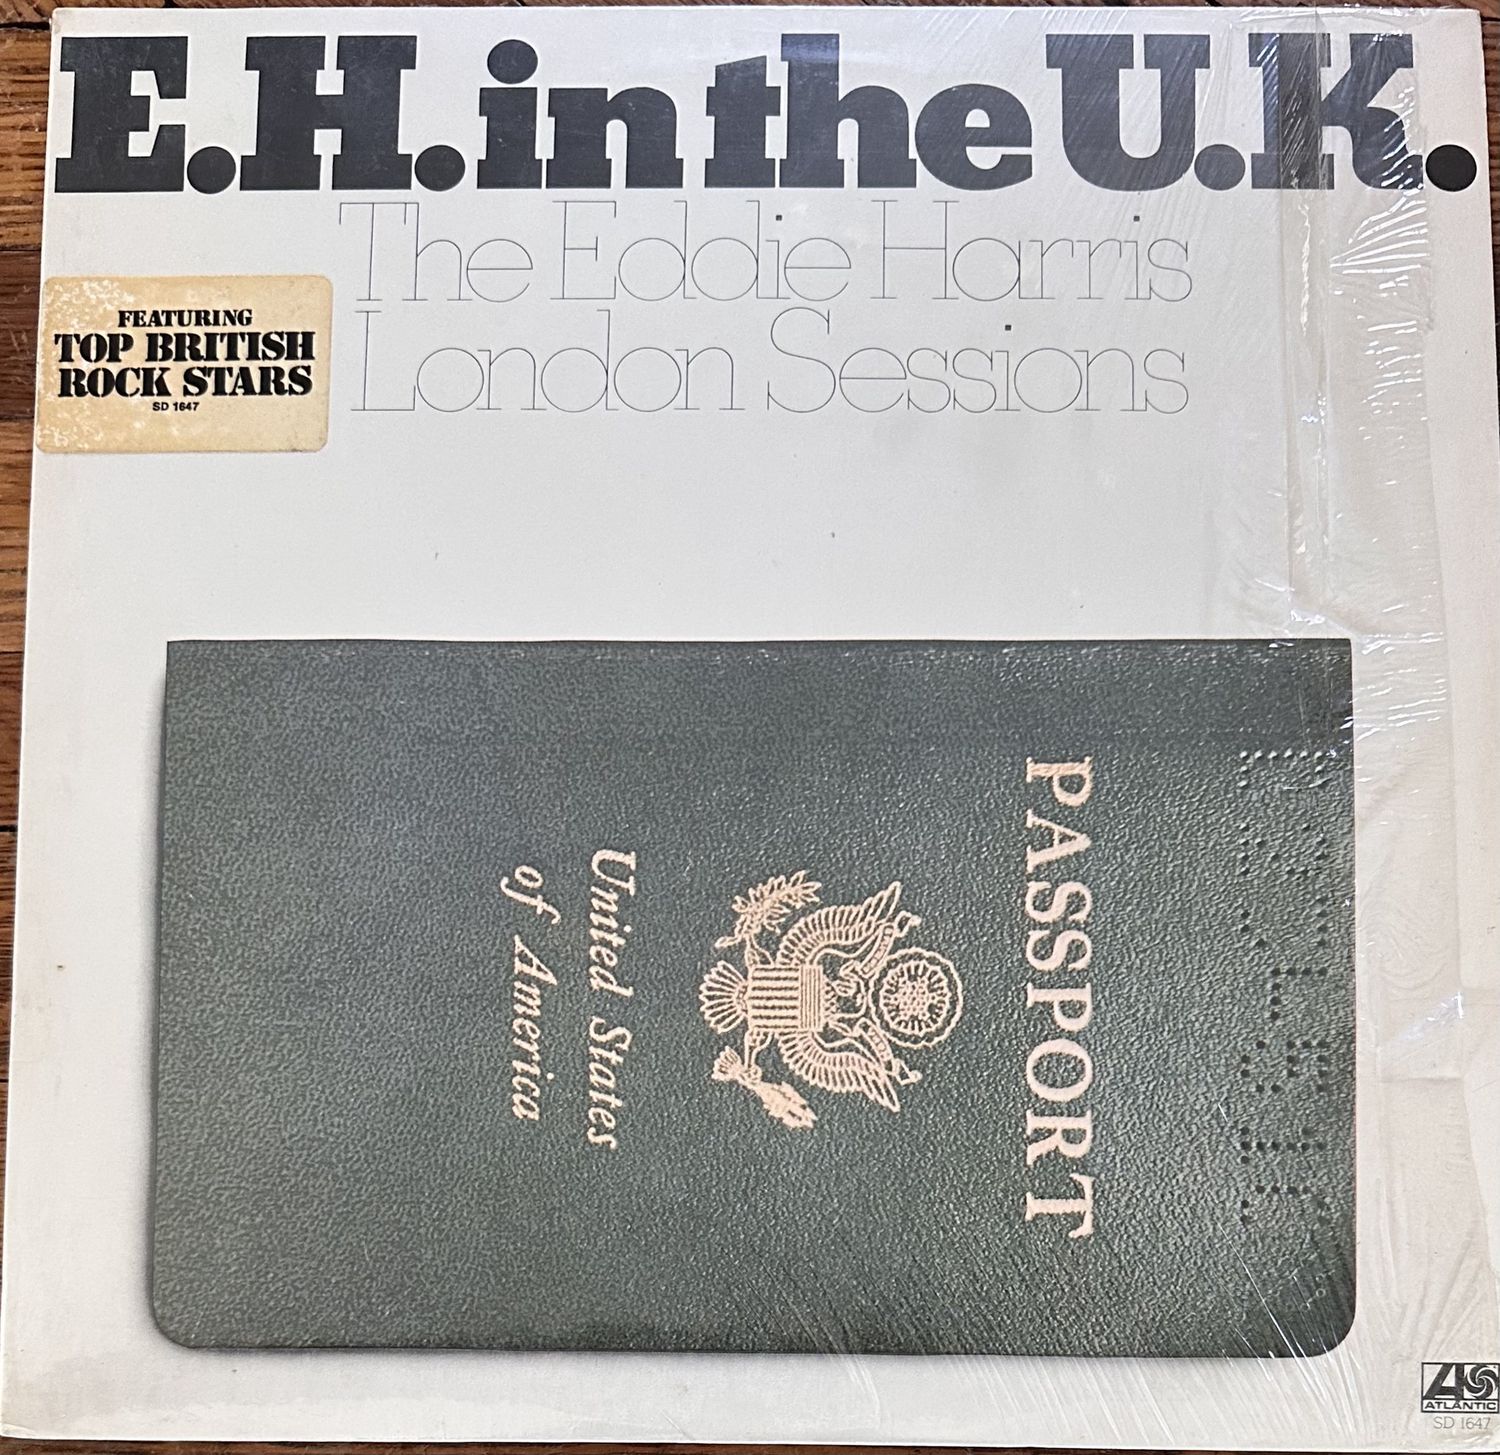 E.H. in the U.K.
The Eddie Harris
London Sessions
FEATURING
TOP BRITISH
ROCK STARS
SD 1647
PASSPORT
United States
of America
ATLANTIC
SD 1647